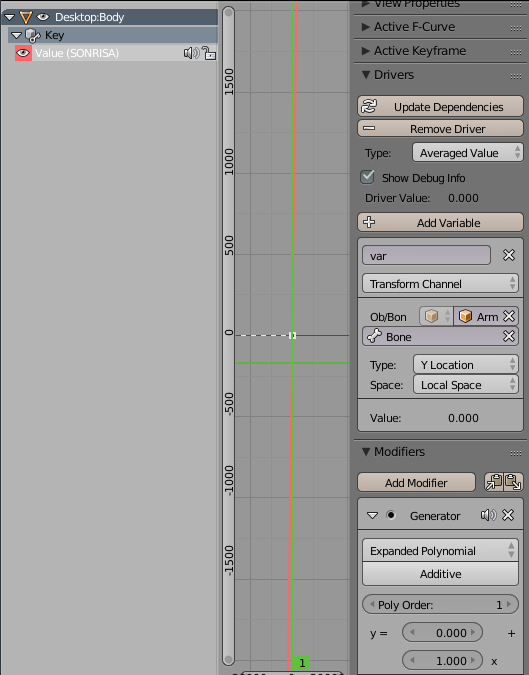 Desktop:Body
Key
Value (SONRISA)
1500
1000
500
0
-500
-1000
-1500
1
View Properties
Active F-Curve
Active Keyframe
Drivers
Update Dependencies
Remove Driver
Type: Averaged Value
Show Debug Info
Driver Value: 0.000
Add Variable
var
Transform Channel
Ob/Bon Arm
Bone
Type: Y Location
Space: Local Space
Value: 0.000
Modifiers
Add Modifier
Generator
Expanded Polynomial
Additive
Poly Order: 1
y = 0.000 +
1.000 x